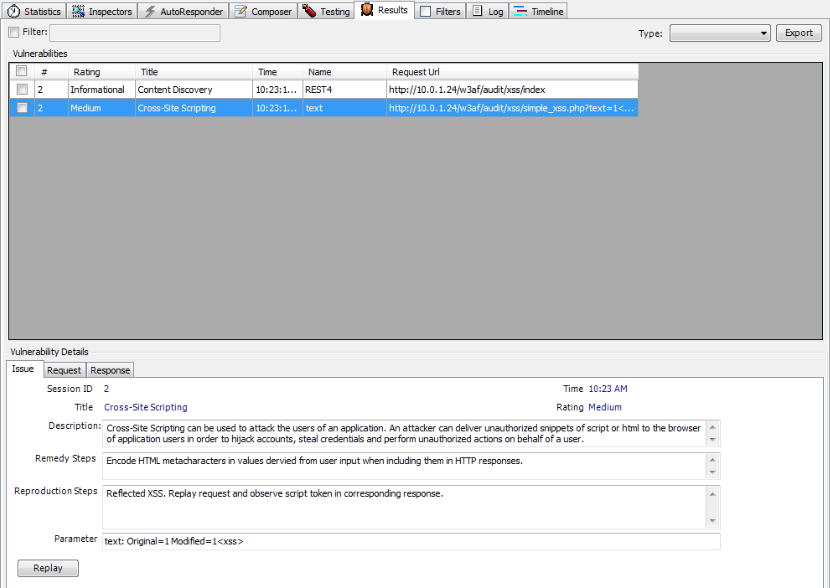 Statistics Inspectors AutoResponder Composer Testing Results Filters Log Timeline
Filter: Type: Export
Vulnerabilities
# Rating Title Time Name Request Url
2 Informational Content Discovery 10:23:1... REST4 http://10.0.1.24/w3af/audit/xss/index
2 Medium Cross-Site Scripting 10:23:1... text http://10.0.1.24/w3af/audit/xss/simple_xss.php?text=1<...
Vulnerability Details
Issue Request Response
Session ID 2 Time 10:23 AM
Title Cross-Site Scripting Rating Medium
Description: Cross-Site Scripting can be used to attack the users of an application. An attacker can deliver unauthorized snippets of script or html to the browser
of application users in order to hijack accounts, steal credentials and perform unauthorized actions on behalf of a user.
Remedy Steps Encode HTML metacharacters in values dervied from user input when including them in HTTP responses.
Reproduction Steps Reflected XSS. Replay request and observe script token in corresponding response.
Parameter text: Original=1 Modified=1<xss>
Replay